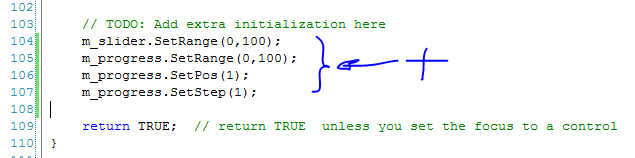 102
103 // TODO: Add extra initialization here
104 m_slider.SetRange(0,100);
105 m_progress.SetRange(0,100);
106 m_progress.SetPos(1);
107 m_progress.SetStep(1);
108
109 return TRUE;  // return TRUE  unless you set the focus to a control
110 }